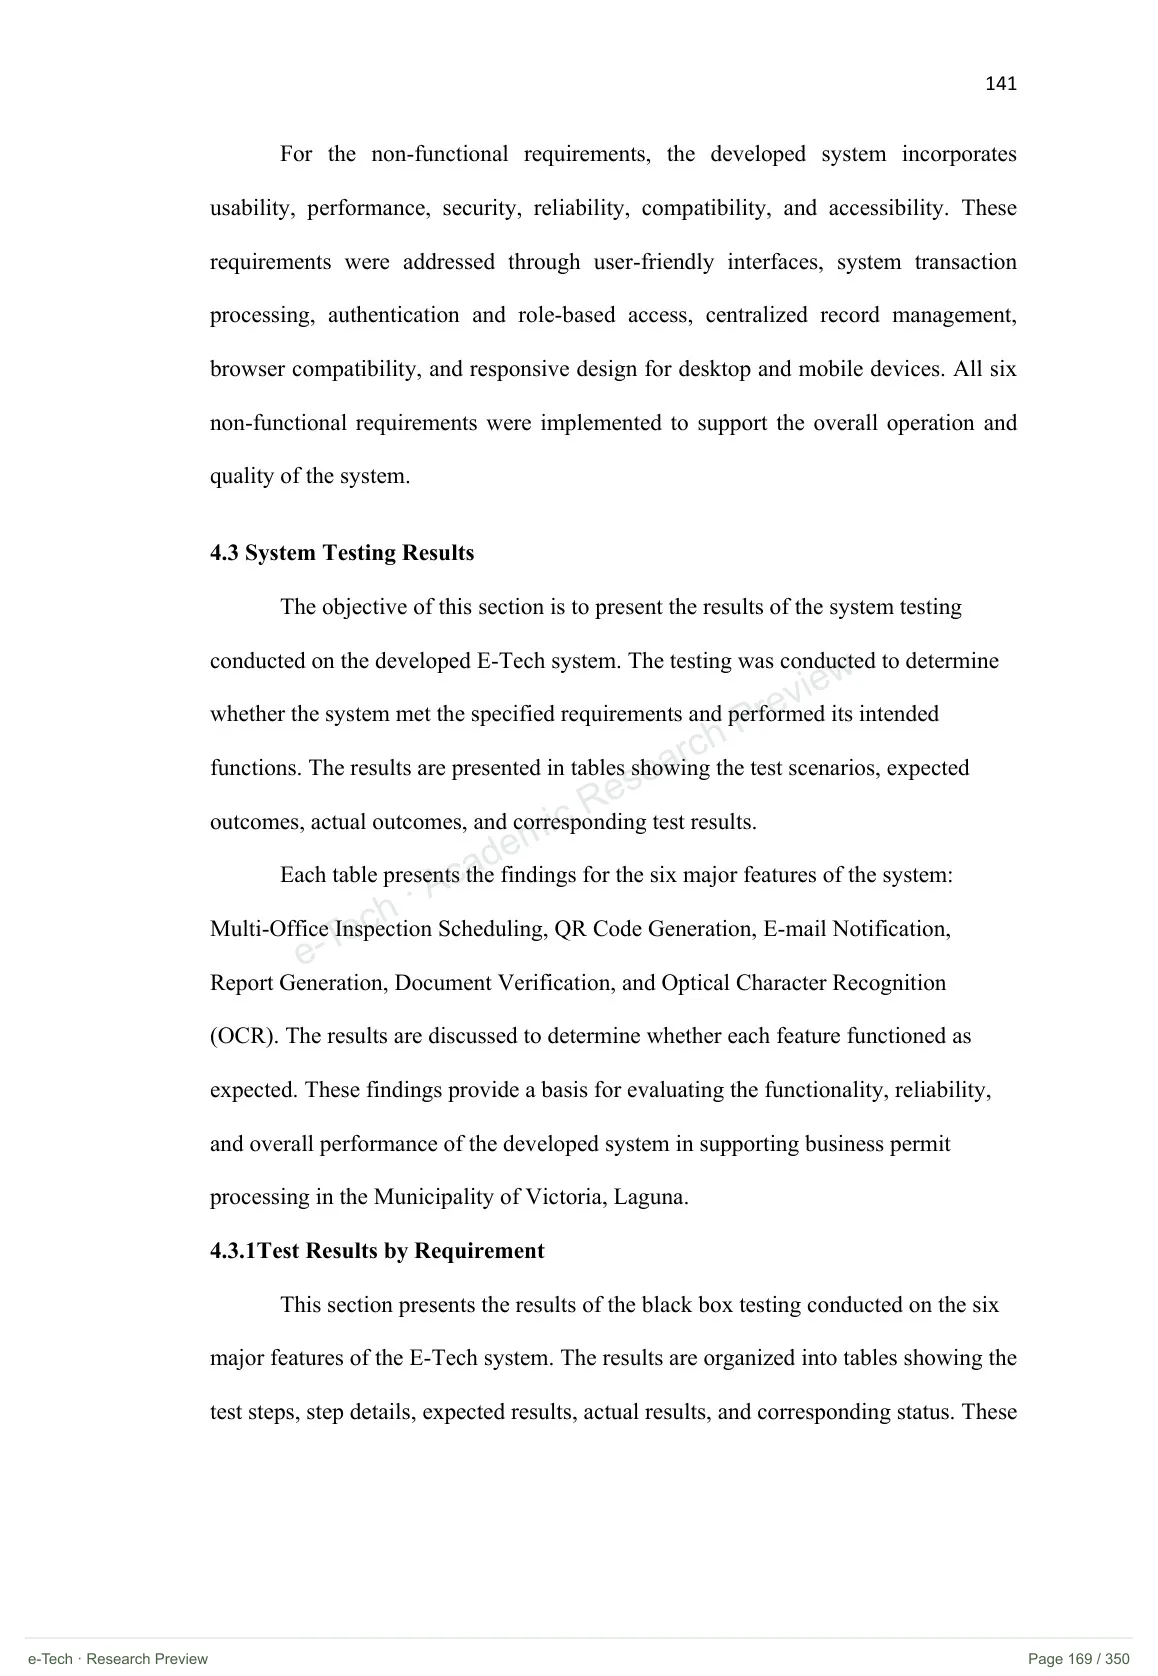 141
For the non-functional requirements, the developed system incorporates
usability, performance, security, reliability, compatibility, and accessibility. These
requirements were addressed through user-friendly interfaces, system transaction
processing, authentication and role-based access, centralized record management,
browser compatibility, and responsive design for desktop and mobile devices. All six
non-functional requirements were implemented to support the overall operation and
quality of the system.
4.3 System Testing Results
The objective of this section is to present the results of the system testing
conducted on the developed E-Tech system. The testing was conducted to determine
whether the system met the specified requirements and performed its intended
functions. The results are presented in tables showing the test scenarios, expected
outcomes, actual outcomes, and corresponding test results.
Each table presents the findings for the six major features of the system:
Multi-Office Inspection Scheduling, QR Code Generation, E-mail Notification,
Report Generation, Document Verification, and Optical Character Recognition
(OCR). The results are discussed to determine whether each feature functioned as
expected. These findings provide a basis for evaluating the functionality, reliability,
and overall performance of the developed system in supporting business permit
processing in the Municipality of Victoria, Laguna.
4.3.1Test Results by Requirement
This section presents the results of the black box testing conducted on the six
major features of the E-Tech system. The results are organized into tables showing the
test steps, step details, expected results, actual results, and corresponding status. These
e-Tech · Academic Research Preview
e-Tech · Research Preview
Page 169 / 350